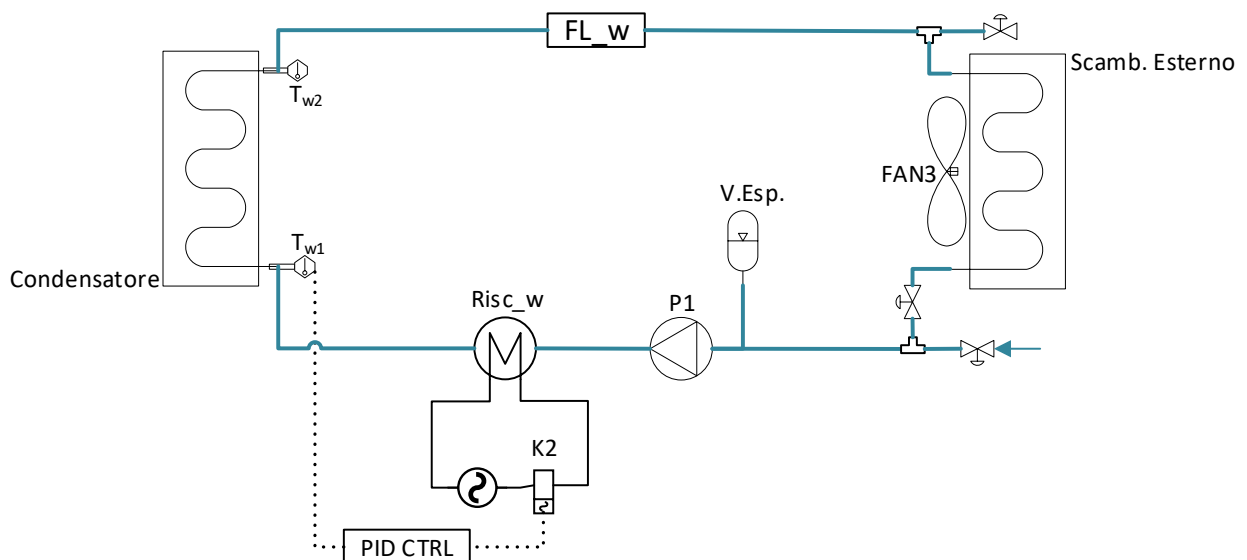 FL_w
Scamb. Esterno
Tw2
FAN3
V.Esp.
Tw1
Condensatore
Risc_w
P1
K2
PID CTRL